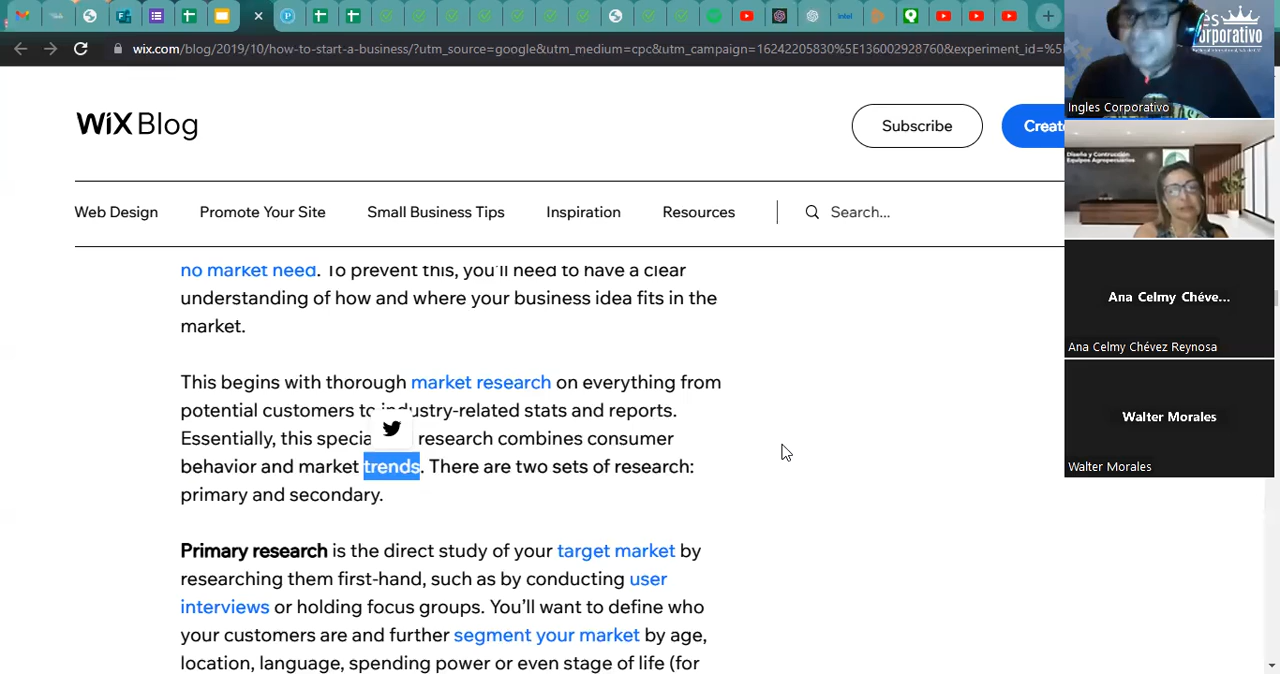 wix.com/blog/2019/10/how-to-start-a-business/?utm_source=google&utm_medium=cpc&utm_campaign=16242205830%5E136002928760&experiment_id=%5
WiX Blog
Subscribe
Create
Web Design
Promote Your Site
Small Business Tips
Inspiration
Resources
Search...
no market need. To prevent this, you'll need to have a clear
understanding of how and where your business idea fits in the
market.
This begins with thorough market research on everything from
potential customers to industry-related stats and reports.
Essentially, this specia research combines consumer
behavior and market trends. There are two sets of research:
primary and secondary.
Primary research is the direct study of your target market by
researching them first-hand, such as by conducting user
interviews or holding focus groups. You'll want to define who
your customers are and further segment your market by age,
location, language, spending power or even stage of life (for
és
orporativo
Ingles Corporativo
Diseño y Contrucción
Equipos Agropecuarios
Ana Celmy Chéve...
Ana Celmy Chévez Reynosa
Walter Morales
Walter Morales